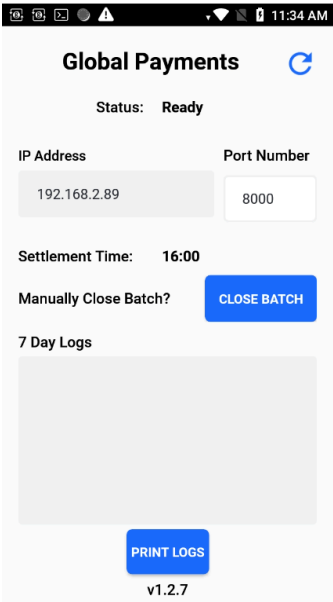 11:34 AM
Global Payments
Status: Ready
IP Address Port Number
192.168.2.89 8000
Settlement Time: 16:00
Manually Close Batch? CLOSE BATCH
7 Day Logs
PRINT LOGS
v1.2.7